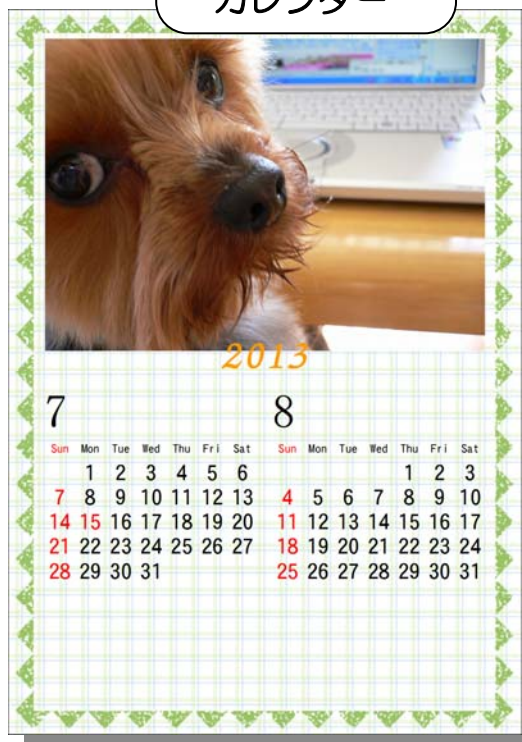 カレンダー
2013
7
Sun Mon Tue Wed Thu Fri Sat
1 2 3 4 5 6
7 8 9 10 11 12 13
14 15 16 17 18 19 20
21 22 23 24 25 26 27
28 29 30 31
8
Sun Mon Tue Wed Thu Fri Sat
1 2 3
4 5 6 7 8 9 10
11 12 13 14 15 16 17
18 19 20 21 22 23 24
25 26 27 28 29 30 31